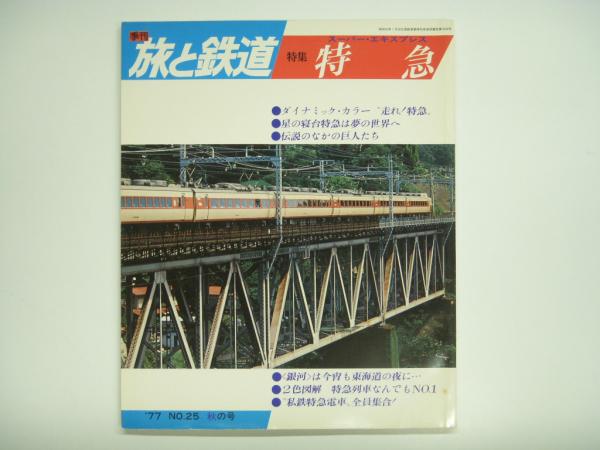 季刊
旅と鉄道
特集
スーパー・エキスプレス
特急
●ダイナミック・カラー “走れ！特急„
●星の寝台特急は夢の世界へ
●伝説のなかの巨人たち
●〈銀河〉は今宵も東海道の夜に…
●2色図解 特急列車なんでもNO.1
●“私鉄特急電車„全員集合！
'77 NO.25 秋の号